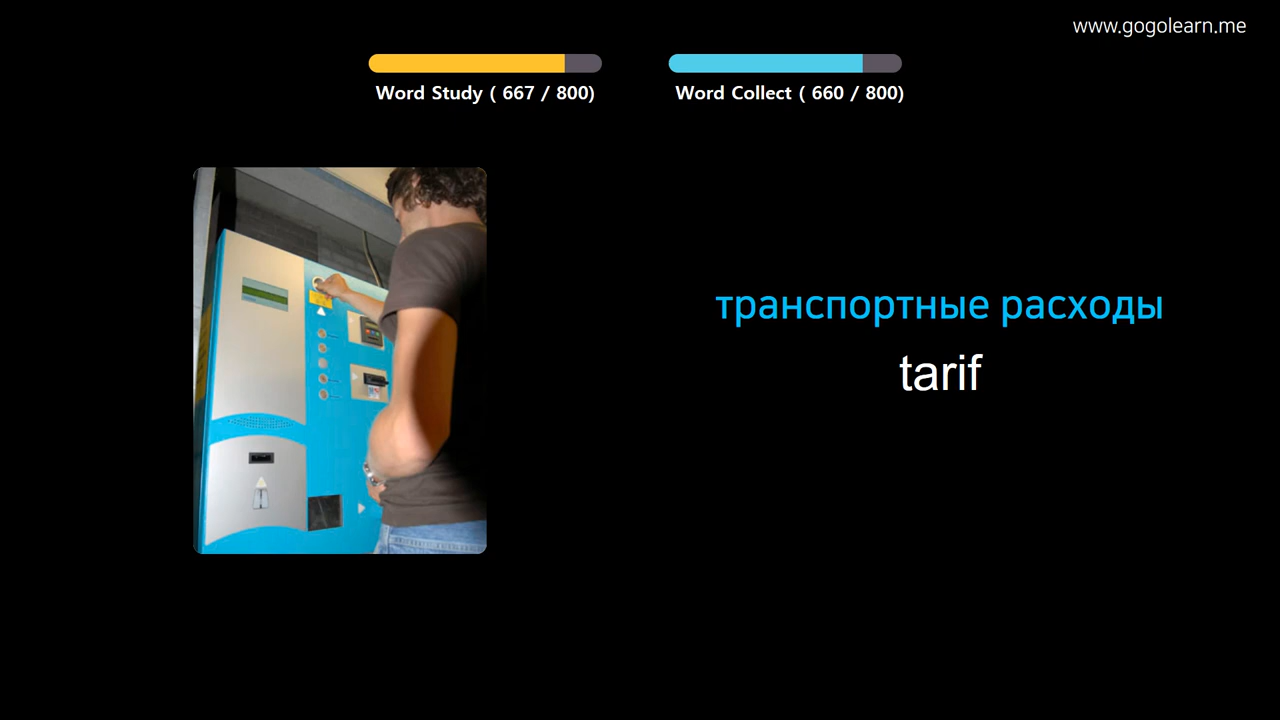 www.gogolearn.me
Word Study ( 667 / 800)
Word Collect ( 660 / 800)
транспортные расходы
tarif